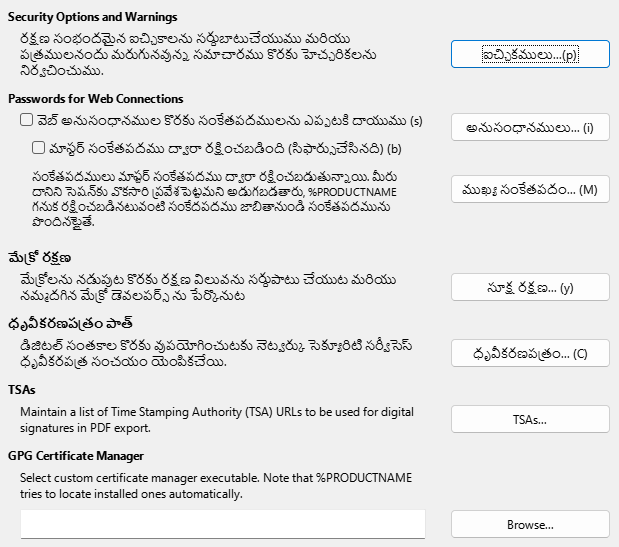 Security Options and Warnings
రక్షణ సంభందమైన ఐచ్ఛికాలను సర్దుబాటుచేయుము మరియు
పత్రములనందు మరుగునవున్న సమాచారము కొరకు హెచ్చరికలను
నిర్వచించుము.
ఐచ్ఛికములు...(p)
Passwords for Web Connections
వెబ్ అనుసంధానముల కొరకు సంకేతపదములను ఎప్పటకి దాయుము (s)
అనుసంధానములు... (i)
మాస్టర్ సంకేతపదము ద్వారా రక్షించబడింది (సిఫార్సుచేసినది) (b)
సంకేతపదములు మాస్టర్ సంకేతపదము ద్వారా రక్షించబడుతున్నాయి. మీరు
దానిని సెషన్‌కు వొకసారి ప్రవేశపెట్టమని అడుగబడతారు, %PRODUCTNAME
గనుక రక్షించబడినటువంటి సంకేదపదము జాబితానుండి సంకేతపదమును
పొందినట్లైతే.
ముఖ్య సంకేతపదం... (M)
మేక్రో రక్షణ
మేక్రోలను నడుపుట కొరకు రక్షణ విలువను సర్దుపాటు చేయుట మరియు
నమ్మదగిన మేక్రో డెవలపర్స్ ను పేర్కొనుట
సూక్ష్మ రక్షణ... (y)
ధృవీకరణపత్రం పాత్
డిజిటల్ సంతకాల కొరకు వుపయోగించుటకు నెట్వర్కు సెక్యూరిటి సర్వీసెస్
ధృవీకరపత్ర సంచయం యెంపికచేయి.
ధృవీకరణపత్రం... (C)
TSAs
Maintain a list of Time Stamping Authority (TSA) URLs to be used for digital
signatures in PDF export.
TSAs...
GPG Certificate Manager
Select custom certificate manager executable. Note that %PRODUCTNAME
tries to locate installed ones automatically.
Browse...